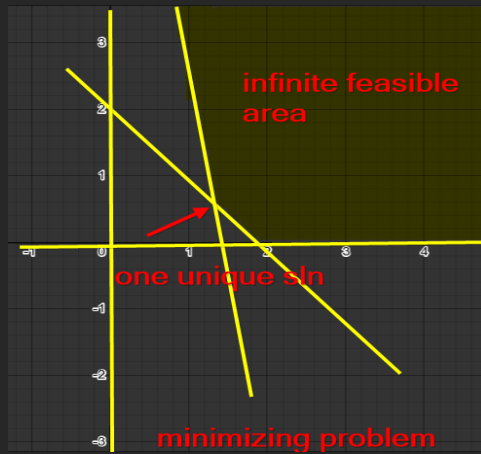 3
infinite feasible
area
2
1
-1 0 1 2 3 4
one unique sln
-1
-2
-3
minimizing problem